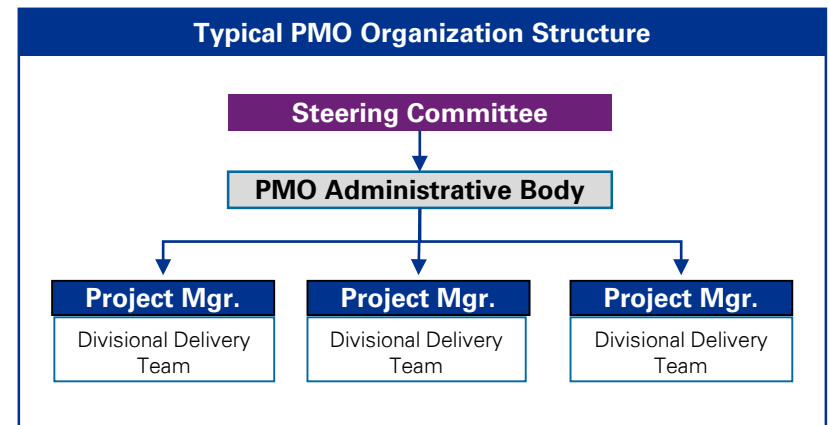 Typical PMO Organization Structure
Steering Committee
PMO Administrative Body
Project Mgr.
Divisional Delivery
Team
Project Mgr.
Divisional Delivery
Team
Project Mgr.
Divisional Delivery
Team